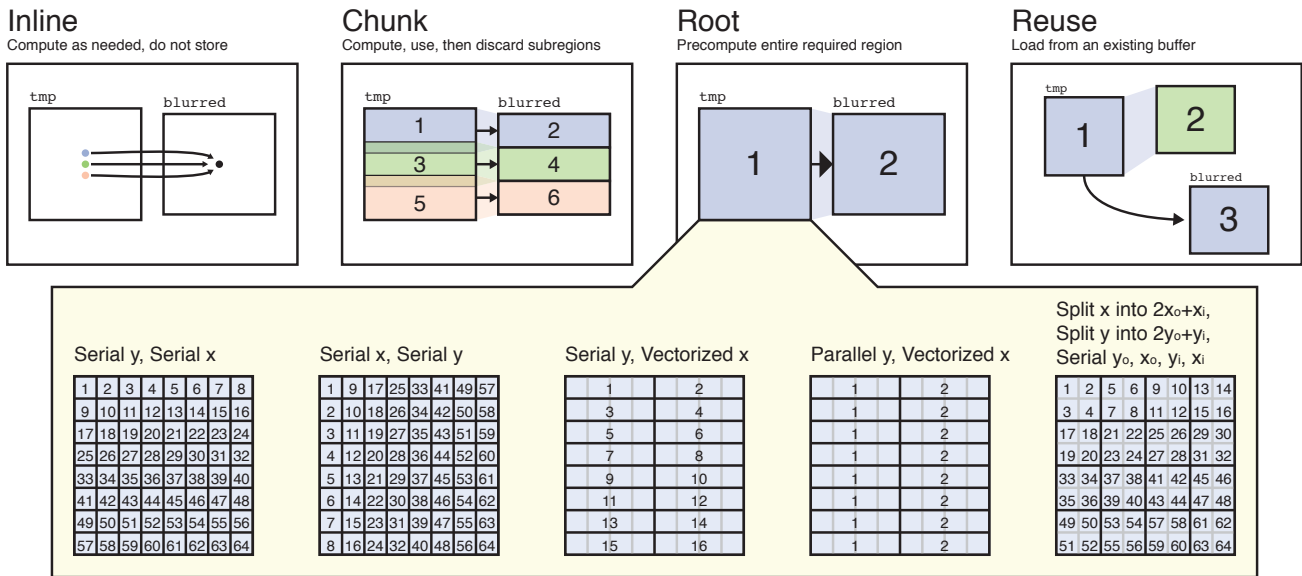 Inline
Compute as needed, do not store
tmp
blurred
Chunk
Compute, use, then discard subregions
tmp
blurred
1
2
3
4
5
6
Root
Precompute entire required region
tmp
blurred
1
2
Reuse
Load from an existing buffer
tmp
1
2
blurred
3
Serial y, Serial x
1 2 3 4 5 6 7 8
9 10 11 12 13 14 15 16
17 18 19 20 21 22 23 24
25 26 27 28 29 30 31 32
33 34 35 36 37 38 39 40
41 42 43 44 45 46 47 48
49 50 51 52 53 54 55 56
57 58 59 60 61 62 63 64
Serial x, Serial y
1 9 17 25 33 41 49 57
2 10 18 26 34 42 50 58
3 11 19 27 35 43 51 59
4 12 20 28 36 44 52 60
5 13 21 29 37 45 53 61
6 14 22 30 38 46 54 62
7 15 23 31 39 47 55 63
8 16 24 32 40 48 56 64
Serial y, Vectorized x
1 2
3 4
5 6
7 8
9 10
11 12
13 14
15 16
Parallel y, Vectorized x
1 2
1 2
1 2
1 2
1 2
1 2
1 2
1 2
Split x into 2xo+xi,
Split y into 2yo+yi,
Serial yo, xo, yi, xi
1 2 5 6 9 10 13 14
3 4 7 8 11 12 15 16
17 18 21 22 25 26 29 30
19 20 23 24 27 28 31 32
33 34 37 38 41 42 45 46
35 36 39 40 43 44 47 48
49 50 53 54 57 58 61 62
51 52 55 56 59 60 63 64